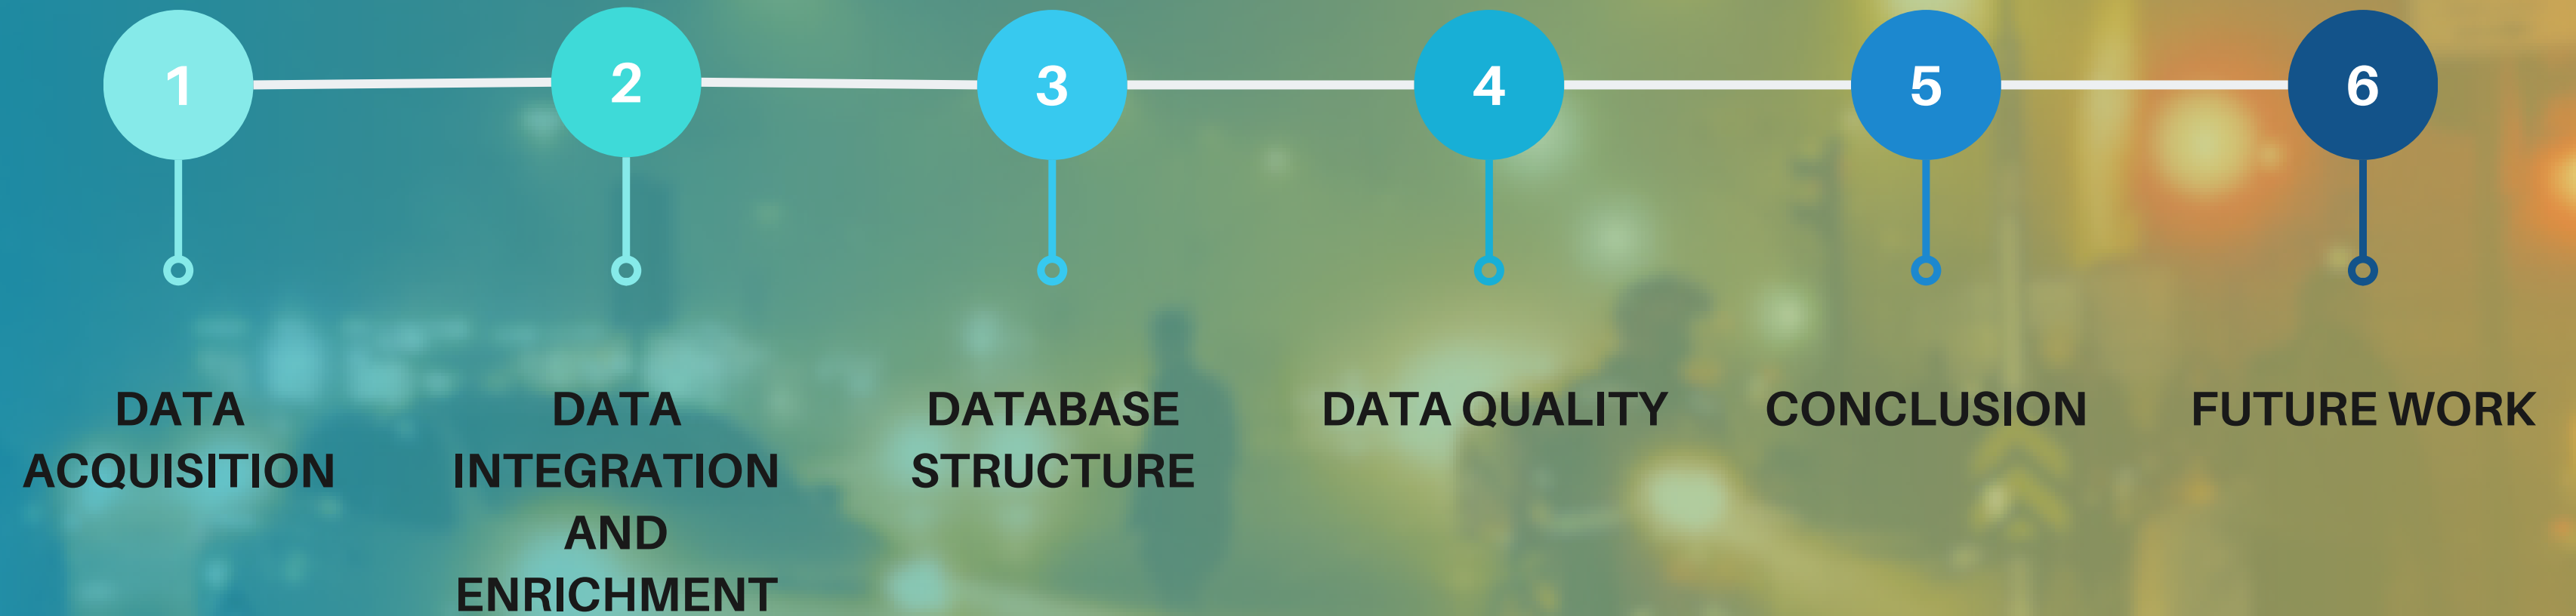 1
2
3
4
5
6
DATA
ACQUISITION
DATA
INTEGRATION
AND
ENRICHMENT
DATABASE
STRUCTURE
DATA QUALITY
CONCLUSION
FUTURE WORK